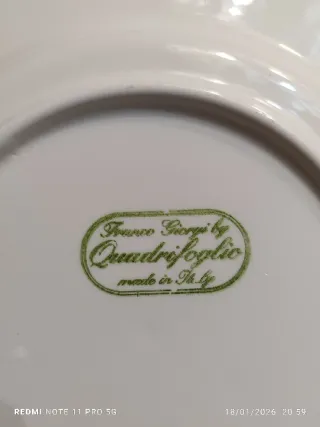 Franco Giorgi by
Quadrifoglio
made in Italy
REDMI NOTE 11 PRO 5G
18/01/2026 20:59